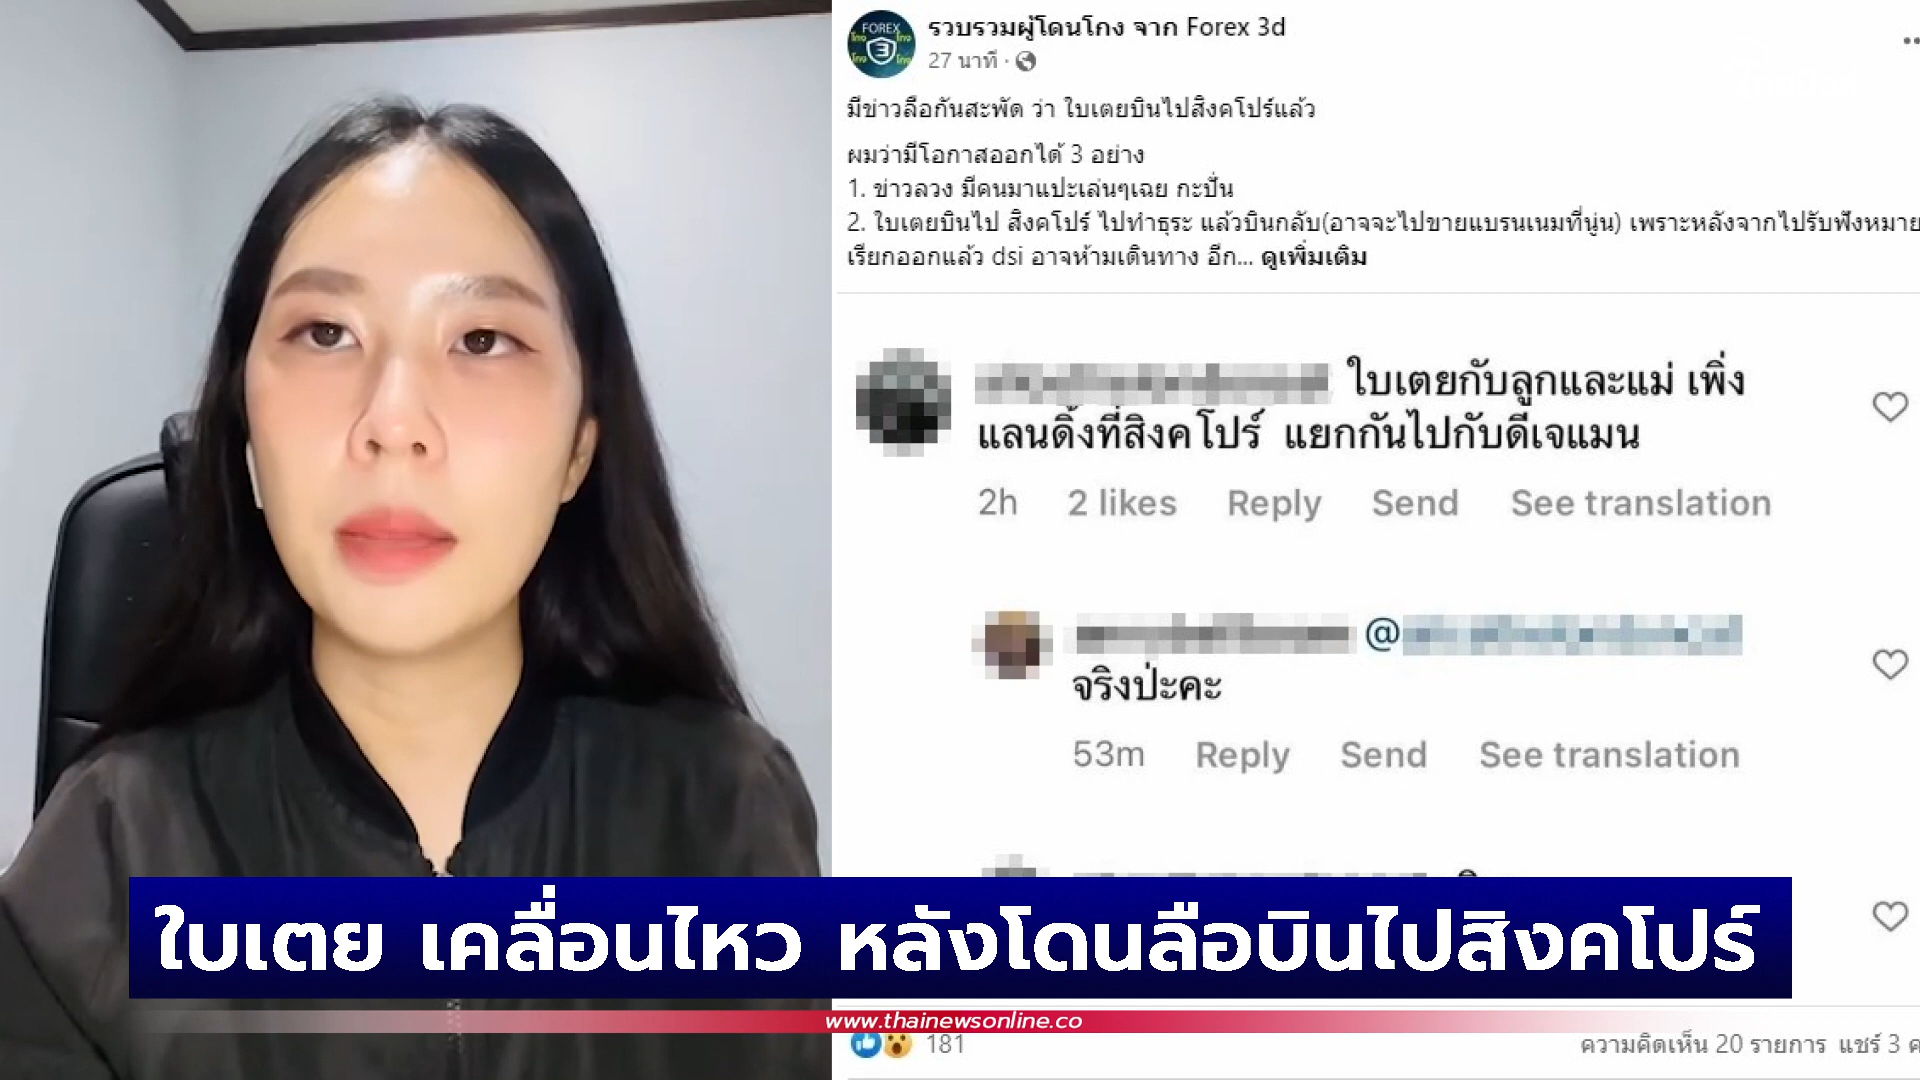 รวบรวมผู้โดนโกง จาก Forex 3d
27 นาที ·
FOREX
3
โกง
โกง
โกง
โกง
มีข่าวลือกันสะพัด ว่า ใบเตยบินไปสิงคโปร์แล้ว
ผมว่ามีโอกาสออกได้ 3 อย่าง
1. ข่าวลวง มีคนมาแปะเล่นๆเฉย กะปั่น
2. ใบเตยบินไป สิงคโปร์ ไปทำธุระ แล้วบินกลับ(อาจจะไปขายแบรนเนมที่นู่น) เพราะหลังจากไปรับฟังหมาย
เรียกออกแล้ว dsi อาจห้ามเดินทาง อีก... ดูเพิ่มเติม
ใบเตยกับลูกและแม่ เพิ่ง
แลนดิ้งที่สิงคโปร์ แยกกันไปกับดีเจแมน
2h 2 likes Reply Send See translation
@
จริงป่ะคะ
53m Reply Send See translation
ใบเตย เคลื่อนไหว หลังโดนลือบินไปสิงคโปร์
www.thainewsonline.co
181 ความคิดเห็น 20 รายการ แชร์ 3 ค